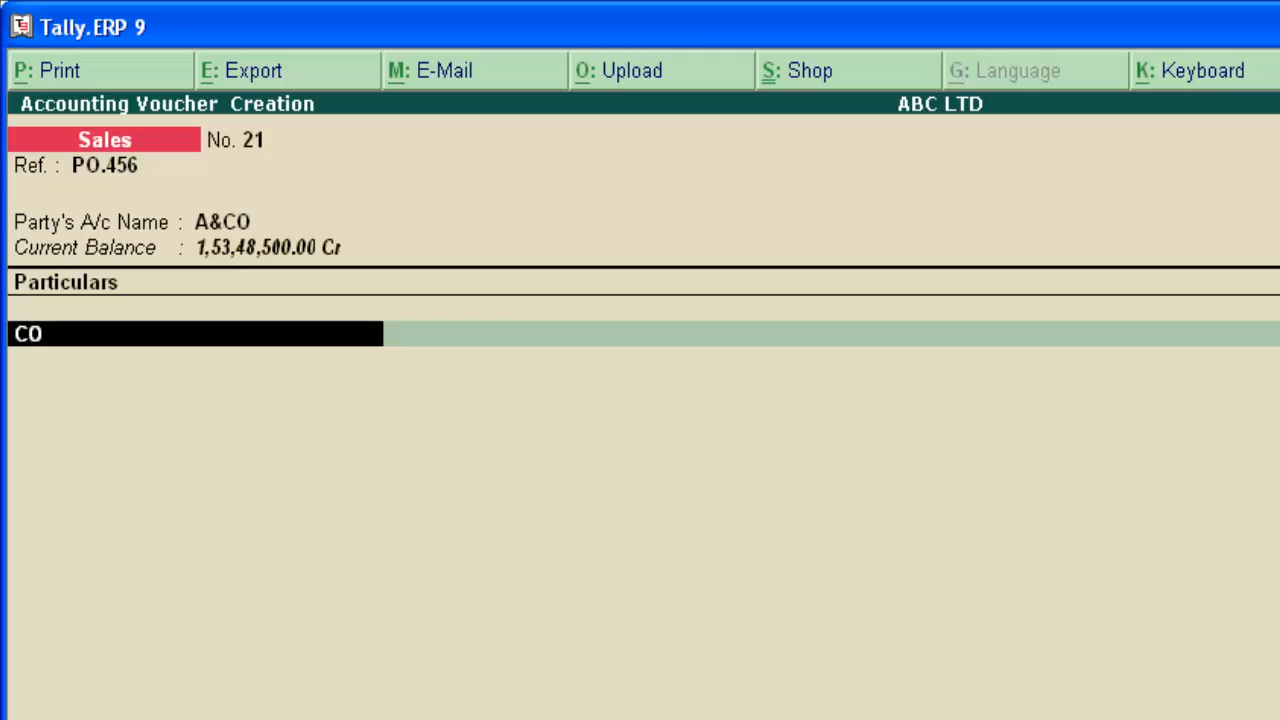 Tally.ERP 9
P: Print E: Export M: E-Mail O: Upload S: Shop G: Language K: Keyboard
Accounting Voucher Creation ABC LTD
Sales No. 21
Ref. : PO.456
Party's A/c Name : A&CO
Current Balance : 1,53,48,500.00 Cr
Particulars
CO